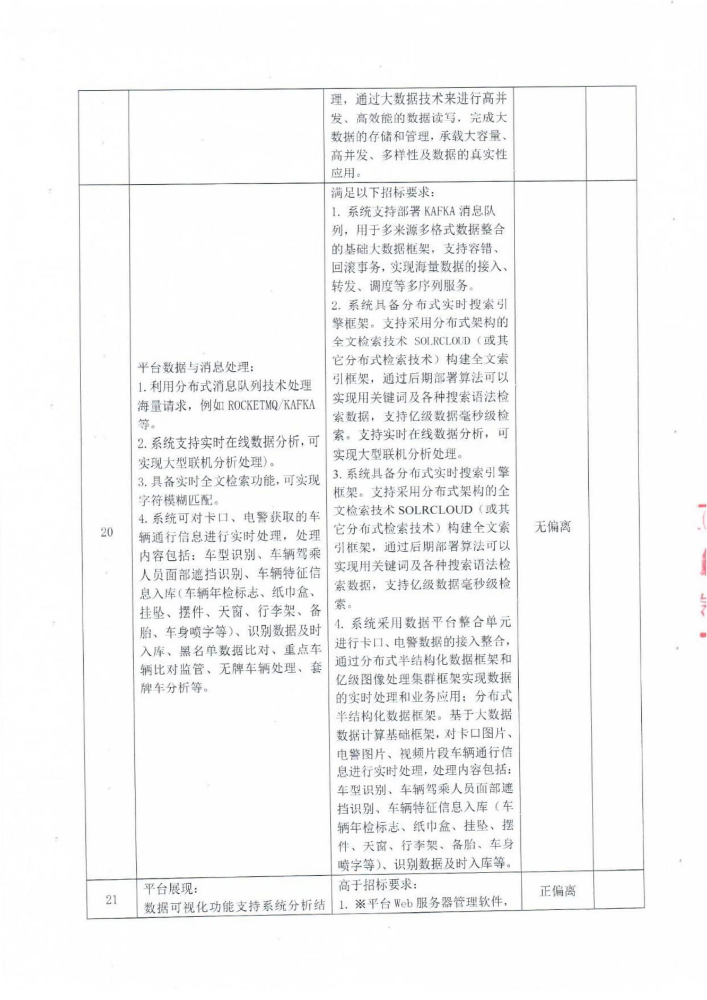 理，通过大数据技术来进行高并
发、高效能的数据读写，完成大
数据的存储和管理，承载大容量、
高并发、多样性及数据的真实性
应用。
20
平台数据与消息处理：
1.利用分布式消息队列技术处理
海量请求，例如 ROCKETMQ/KAFKA
等。
2.系统支持实时在线数据分析，可
实现大型联机分析处理)。
3.具备实时全文检索功能，可实现
字符模糊匹配。
4.系统可对卡口、电警获取的车
辆通行信息进行实时处理，处理
内容包括：车型识别、车辆驾乘
人员面部遮挡识别、车辆特征信
息入库（车辆年检标志、纸巾盒、
挂坠、摆件、天窗、行李架、备
胎、车身喷字等）、识别数据及时
入库、黑名单数据比对、重点车
辆比对监管、无牌车辆处理、套
牌车分析等。
满足以下招标要求：
1. 系统支持部署 KAFKA 消息队
列，用于多来源多格式数据整合
的基础大数据框架，支持容错、
回滚事务，实现海量数据的接入、
转发、调度等多序列服务。
2. 系统具备分布式实时搜索引
擎框架。支持采用分布式架构的
全文检索技术 SOLRCLOUD（或其
它分布式检索技术）构建全文索
引框架，通过后期部署算法可以
实现用关键词及各种搜索语法检
索数据，支持亿级数据毫秒级检
索。支持实时在线数据分析，可
实现大型联机分析处理。
3. 系统具备分布式实时搜索引擎
框架。支持采用分布式架构的全
文检索技术 SOLRCLOUD（或其
它分布式检索技术）构建全文索
引框架，通过后期部署算法可以
实现用关键词及各种搜索语法检
索数据，支持亿级数据毫秒级检
索。
4. 系统采用数据平台整合单元
进行卡口、电警数据的接入整合，
通过分布式半结构化数据框架和
亿级图像处理集群框架实现数据
的实时处理和业务应用；分布式
半结构化数据框架。基于大数据
数据计算基础框架，对卡口图片、
电警图片、视频片段车辆通行信
息进行实时处理，处理内容包括：
车型识别、车辆驾乘人员面部遮
挡识别、车辆特征信息入库（车
辆年检标志、纸巾盒、挂坠、摆
件、天窗、行李架、备胎、车身
喷字等）、识别数据及时入库等。
无偏离
21
平台展现：
数据可视化功能支持系统分析结
高于招标要求：
1. ※平台 Web 服务器管理软件，
正偏离